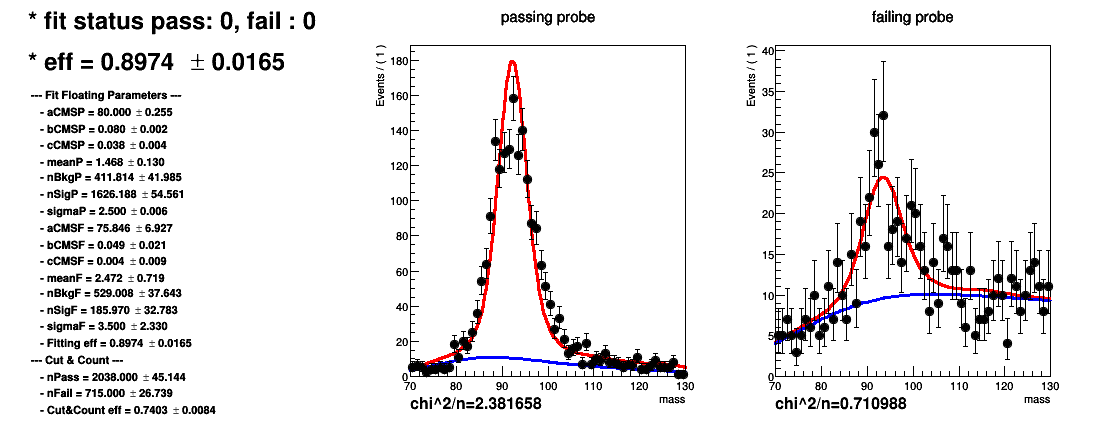 * fit status pass: 0, fail : 0
* eff = 0.8974 ± 0.0165
--- Fit Floating Parameters ---
- aCMSP = 80.000 ± 0.255
- bCMSP = 0.080 ± 0.002
- cCMSP = 0.038 ± 0.004
- meanP = 1.468 ± 0.130
- nBkgP = 411.814 ± 41.985
- nSigP = 1626.188 ± 54.561
- sigmaP = 2.500 ± 0.006
- aCMSF = 75.846 ± 6.927
- bCMSF = 0.049 ± 0.021
- cCMSF = 0.004 ± 0.009
- meanF = 2.472 ± 0.719
- nBkgF = 529.008 ± 37.643
- nSigF = 185.970 ± 32.783
- sigmaF = 3.500 ± 2.330
- Fitting eff = 0.8974 ± 0.0165
--- Cut & Count ---
- nPass = 2038.000 ± 45.144
- nFail = 715.000 ± 26.739
- Cut&Count eff = 0.7403 ± 0.0084
passing probe
Events / ( 1 )
180
160
140
120
100
80
60
40
20
0
70 80 90 100 110 120 130
mass
chi^2/n=2.381658
failing probe
Events / ( 1 )
40
35
30
25
20
15
10
5
0
70 80 90 100 110 120 130
mass
chi^2/n=0.710988